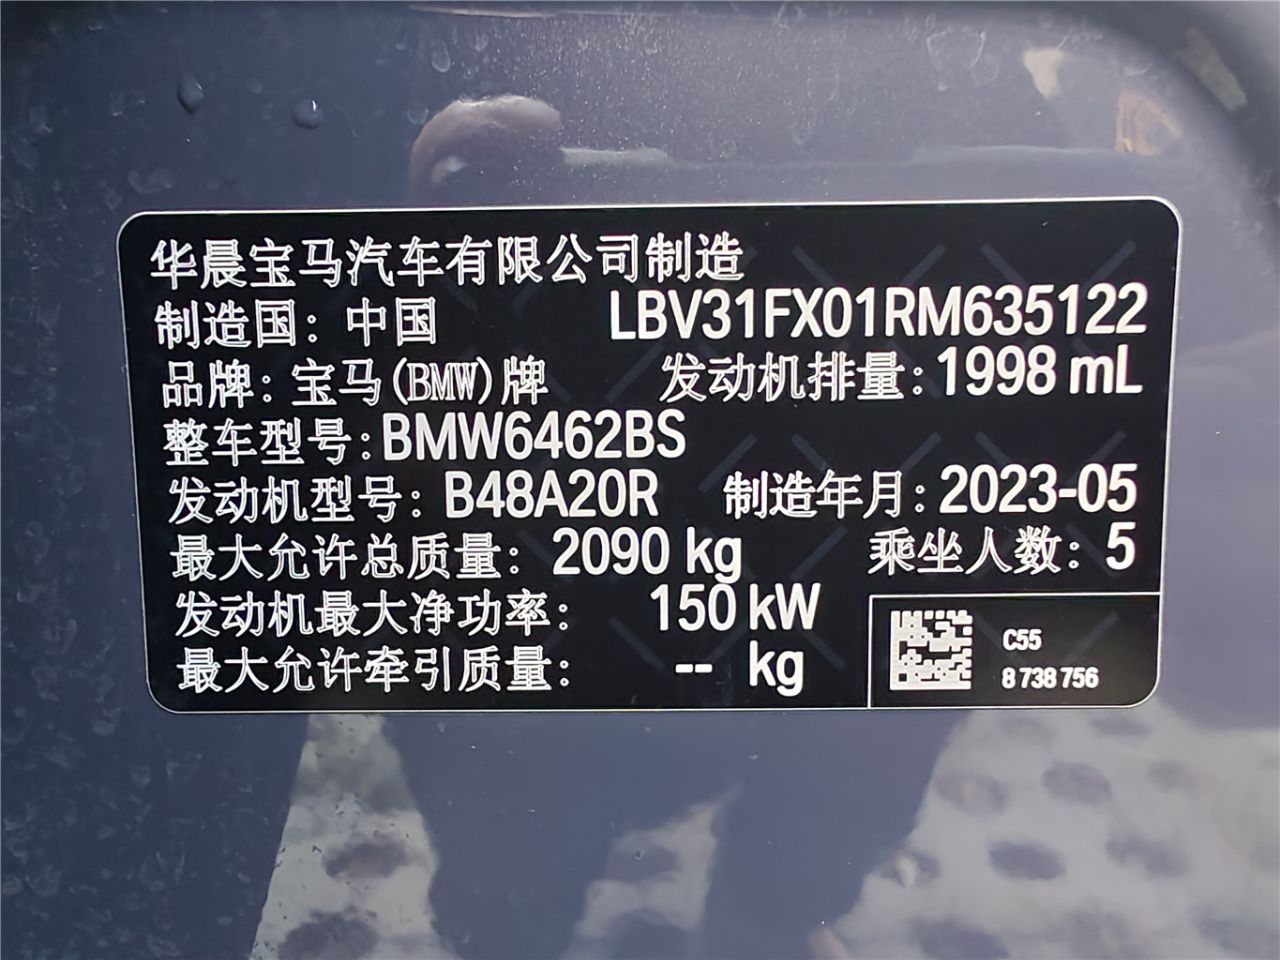 华晨宝马汽车有限公司制造
制造国：中国 LBV31FX01RM635122
品牌：宝马(BMW)牌 发动机排量：1998 mL
整车型号：BMW6462BS
发动机型号：B48A20R 制造年月：2023-05
最大允许总质量：2090 kg 乘坐人数：5
发动机最大净功率：150 kW
最大允许牵引质量：-- kg
C55
8 738 756